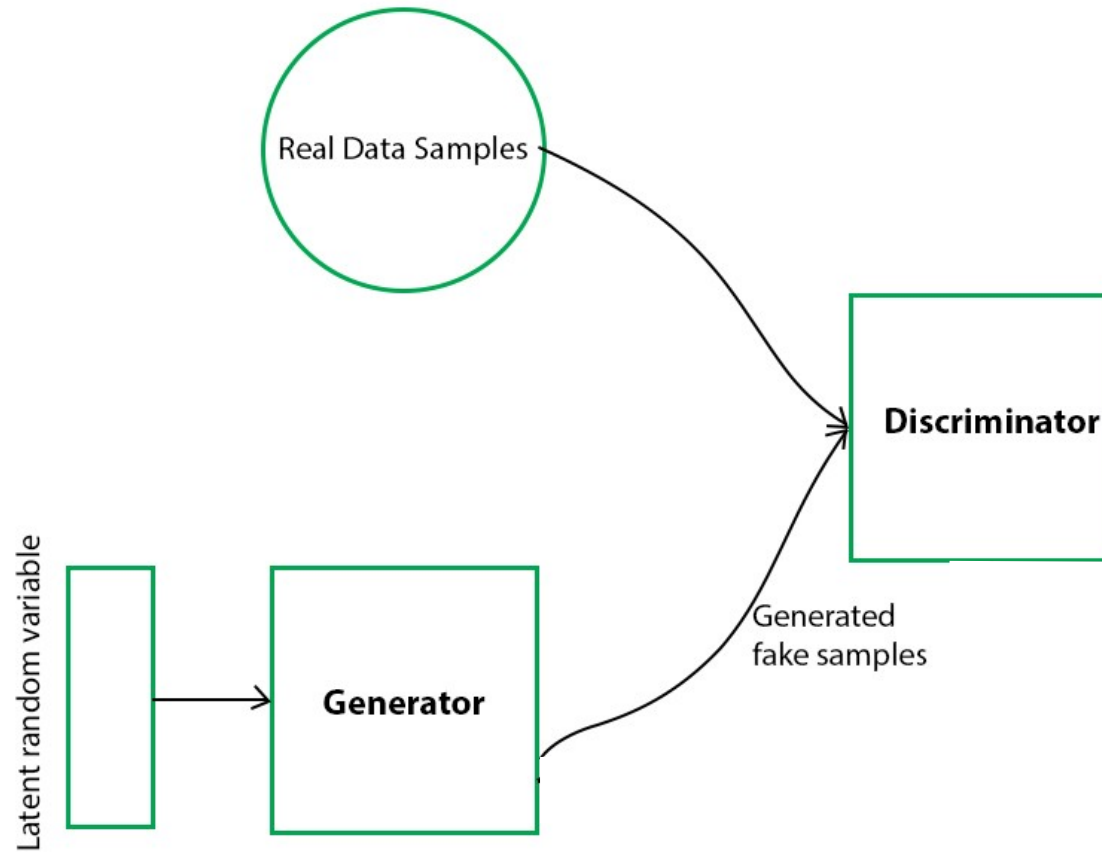 Real Data Samples
Discriminator
Generated
fake samples
Latent random variable
Generator